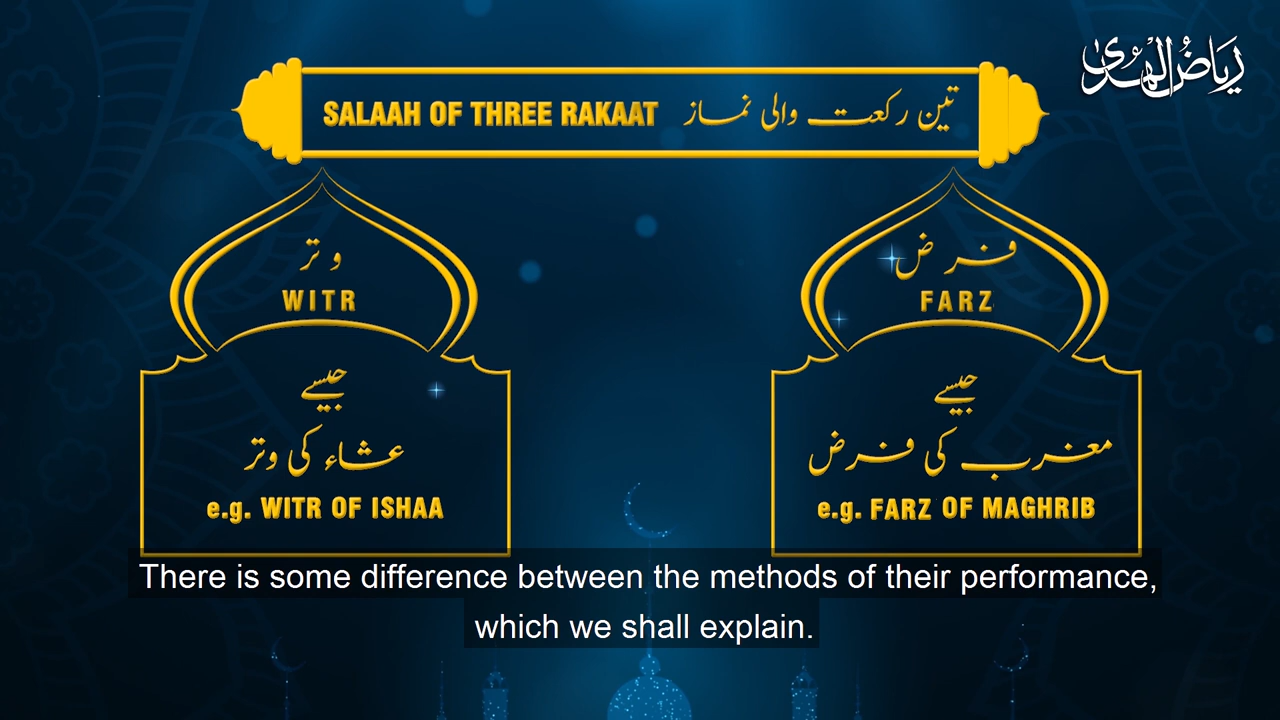 ریاض الہدیٰ
SALAAH OF THREE RAKAAT تین رکعت والی نماز
وتر
WITR
جیسے
عشاء کی وتر
e.g. WITR OF ISHAA
فرض
FARZ
جیسے
مغرب کی فرض
e.g. FARZ OF MAGHRIB
There is some difference between the methods of their performance,
which we shall explain.